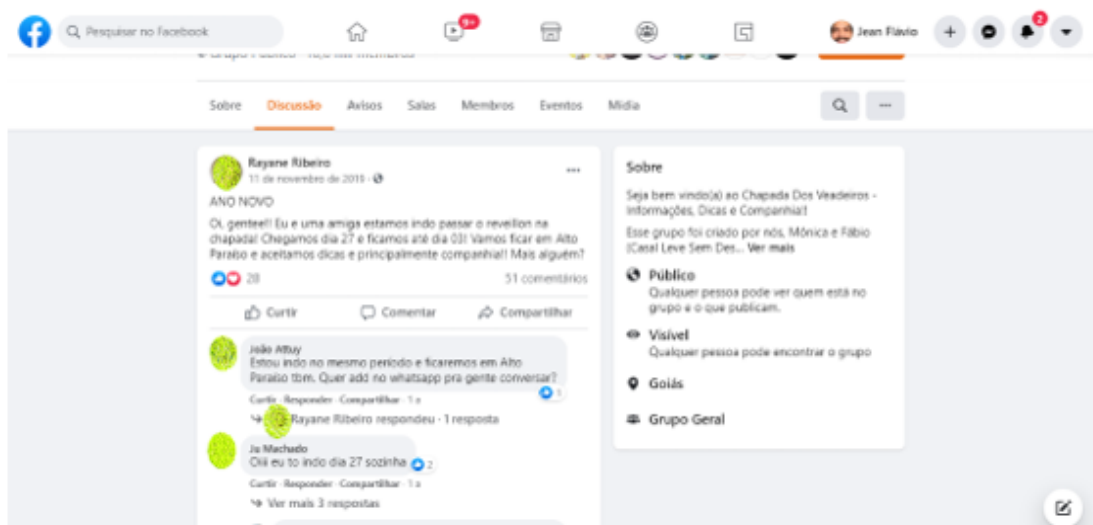 Pesquisar no Facebook
9+
Jean Flávio
2
Sobre Discussão Avisos Salas Membros Eventos Mídia
Rayane Ribeiro
11 de novembro de 2019 ·
ANO NOVO
Oi, genteel! Eu e uma amiga estamos indo passar o reveillon na
chapada! Chegamos dia 27 e ficamos até dia 03! Vamos ficar em Alto
Paraíso e aceitamos dicas e principalmente companhia!! Mais alguém?
28
51 comentários
Curtir Comentar Compartilhar
João Attuy
Estou indo no mesmo período e ficaremos em Alto
Paraíso tbm. Quer add no whatsapp pra gente conversar?
1
Curtir · Responder · Compartilhar · 1 a
Rayane Ribeiro respondeu · 1 resposta
Ju Machado
Oiii eu to indo dia 27 sozinha
2
Curtir · Responder · Compartilhar · 1 a
Ver mais 3 respostas
Sobre
Seja bem vindo(a) ao Chapada Dos Veadeiros -
Informações, Dicas e Companhia!!
Esse grupo foi criado por nós, Mônica e Fábio
(Casal Leve Sem Des... Ver mais
Público
Qualquer pessoa pode ver quem está no
grupo e o que publicam.
Visível
Qualquer pessoa pode encontrar o grupo
Goiás
Grupo Geral